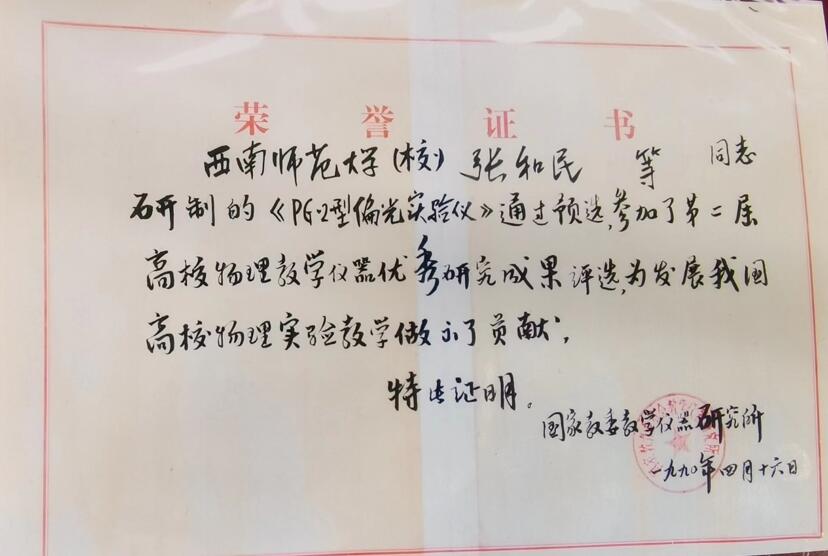 荣誉证书
西南师范大学(校)张和民 等 同志
研制的《PG-2型偏光实验仪》通过预选,参加了第二届
高校物理教学仪器优秀研究成果评选,为发展我国
高校物理实验教学做出了贡献,
特此证明。
国家教委教学仪器研究所
一九九〇年四月十六日